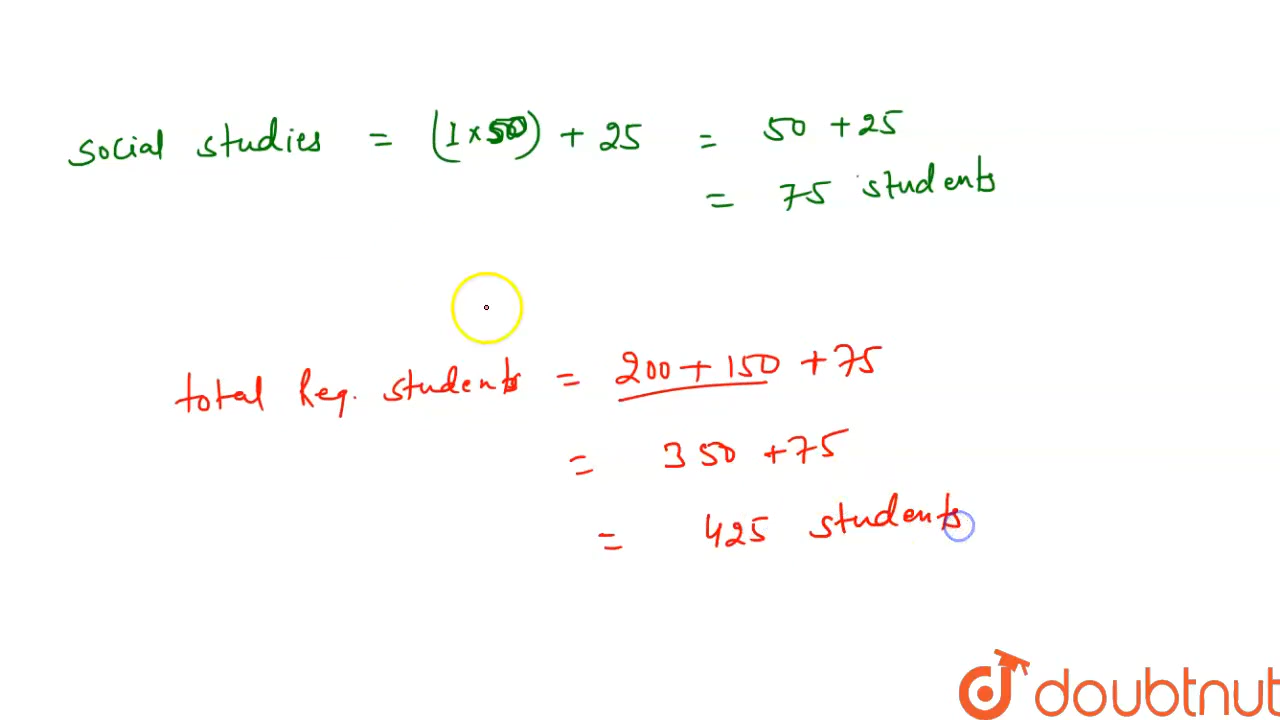 social studies = (1×50) + 25 = 50 + 25
= 75 students
total Req. students = 200 + 150 + 75
= 350 + 75
= 425 students
doubtnut